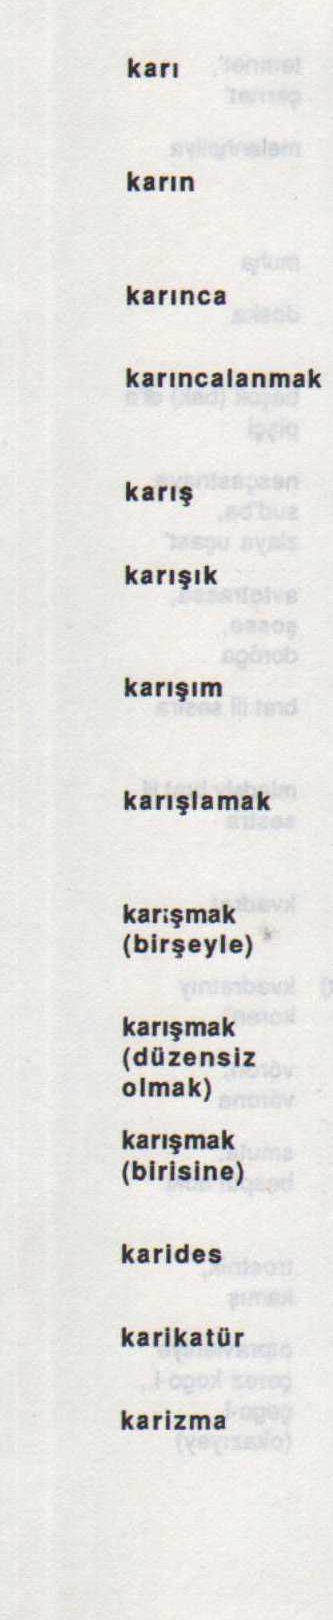 karı
karın
karınca
karıncalanmak
karış
karışık
karışım
karışlamak
karışmak
(birşeyle)
karışmak
(düzensiz
olmak)
karışmak
(birisine)
karides
karikatür
karizma